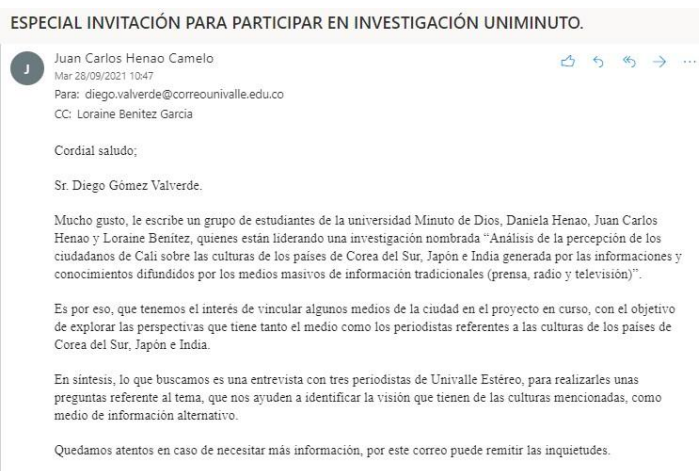 ESPECIAL INVITACIÓN PARA PARTICIPAR EN INVESTIGACIÓN UNIMINUTO.
J
Juan Carlos Henao Camelo
Mar 28/09/2021 10:47
Para: diego.valverde@correounivalle.edu.co
CC: Loraine Benitez Garcia
Cordial saludo;
Sr. Diego Gómez Valverde.
Mucho gusto, le escribe un grupo de estudiantes de la universidad Minuto de Dios, Daniela Henao, Juan Carlos
Henao y Loraine Benítez, quienes están liderando una investigación nombrada “Análisis de la percepción de los
ciudadanos de Cali sobre las culturas de los países de Corea del Sur, Japón e India generada por las informaciones y
conocimientos difundidos por los medios masivos de información tradicionales (prensa, radio y televisión)”.
Es por eso, que tenemos el interés de vincular algunos medios de la ciudad en el proyecto en curso, con el objetivo
de explorar las perspectivas que tiene tanto el medio como los periodistas referentes a las culturas de los países de
Corea del Sur, Japón e India.
En síntesis, lo que buscamos es una entrevista con tres periodistas de Univalle Estéreo, para realizarles unas
preguntas referente al tema, que nos ayuden a identificar la visión que tienen de las culturas mencionadas, como
medio de información alternativo.
Quedamos atentos en caso de necesitar más información, por este correo puede remitir las inquietudes.